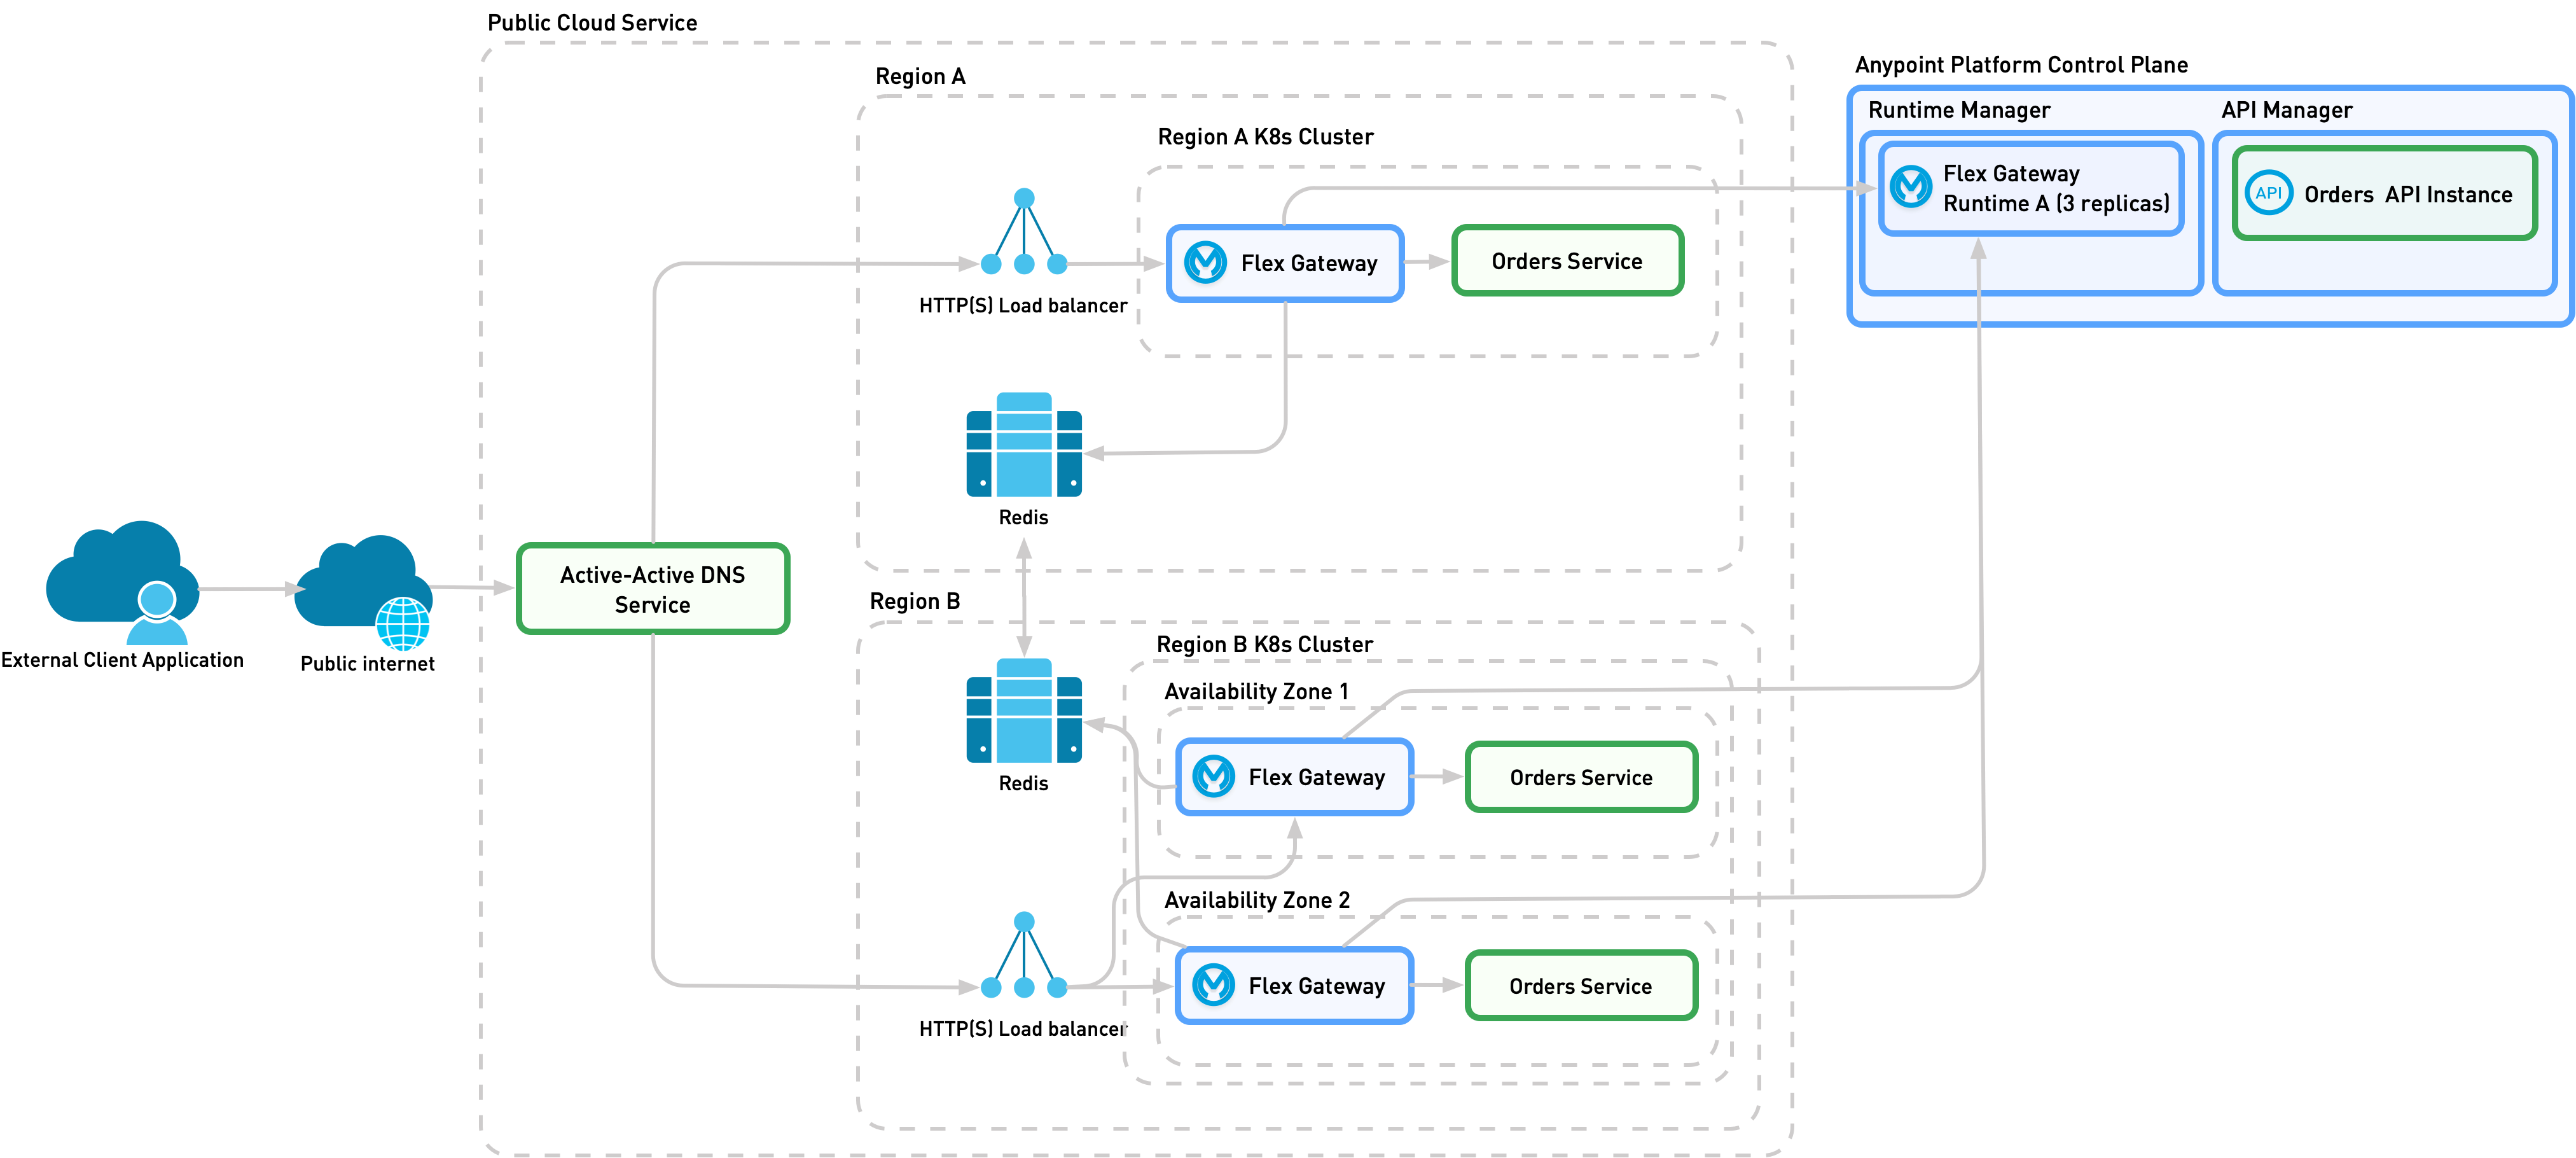 Public Cloud Service
Region A
Region A K8s Cluster
Flex Gateway
Orders Service
HTTP(S) Load balancer
Redis
Anypoint Platform Control Plane
Runtime Manager
Flex Gateway
Runtime A (3 replicas)
API Manager
API
Orders API Instance
External Client Application
Public internet
Active-Active DNS
Service
Region B
Region B K8s Cluster
Availability Zone 1
Flex Gateway
Orders Service
Redis
Availability Zone 2
Flex Gateway
Orders Service
HTTP(S) Load balancer